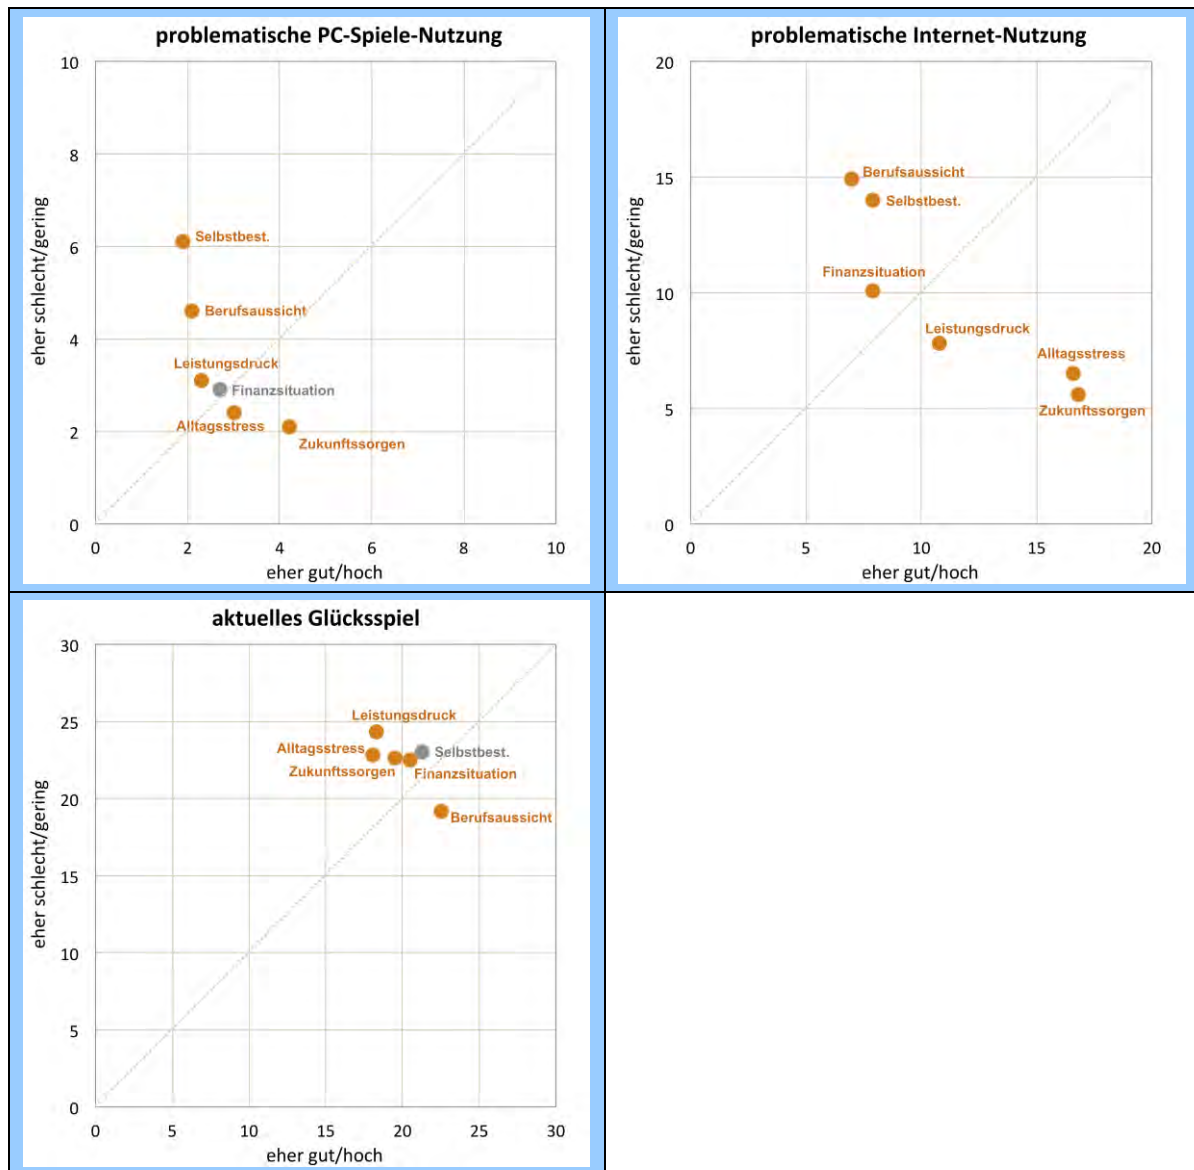 problematische PC-Spiele-Nutzung
10
8
6
4
2
0
eher schlecht/gering
Selbstbest.
Berufsaussicht
Leistungsdruck
Finanzsituation
Alltagsstress
Zukunftssorgen
0 2 4 6 8 10
eher gut/hoch
problematische Internet-Nutzung
20
15
10
5
0
eher schlecht/gering
Berufsaussicht
Selbstbest.
Finanzsituation
Leistungsdruck
Alltagsstress
Zukunftssorgen
0 5 10 15 20
eher gut/hoch
aktuelles Glücksspiel
30
25
20
15
10
5
0
eher schlecht/gering
Leistungsdruck
Alltagsstress
Selbstbest.
Zukunftssorgen
Finanzsituation
Berufsaussicht
0 5 10 15 20 25 30
eher gut/hoch